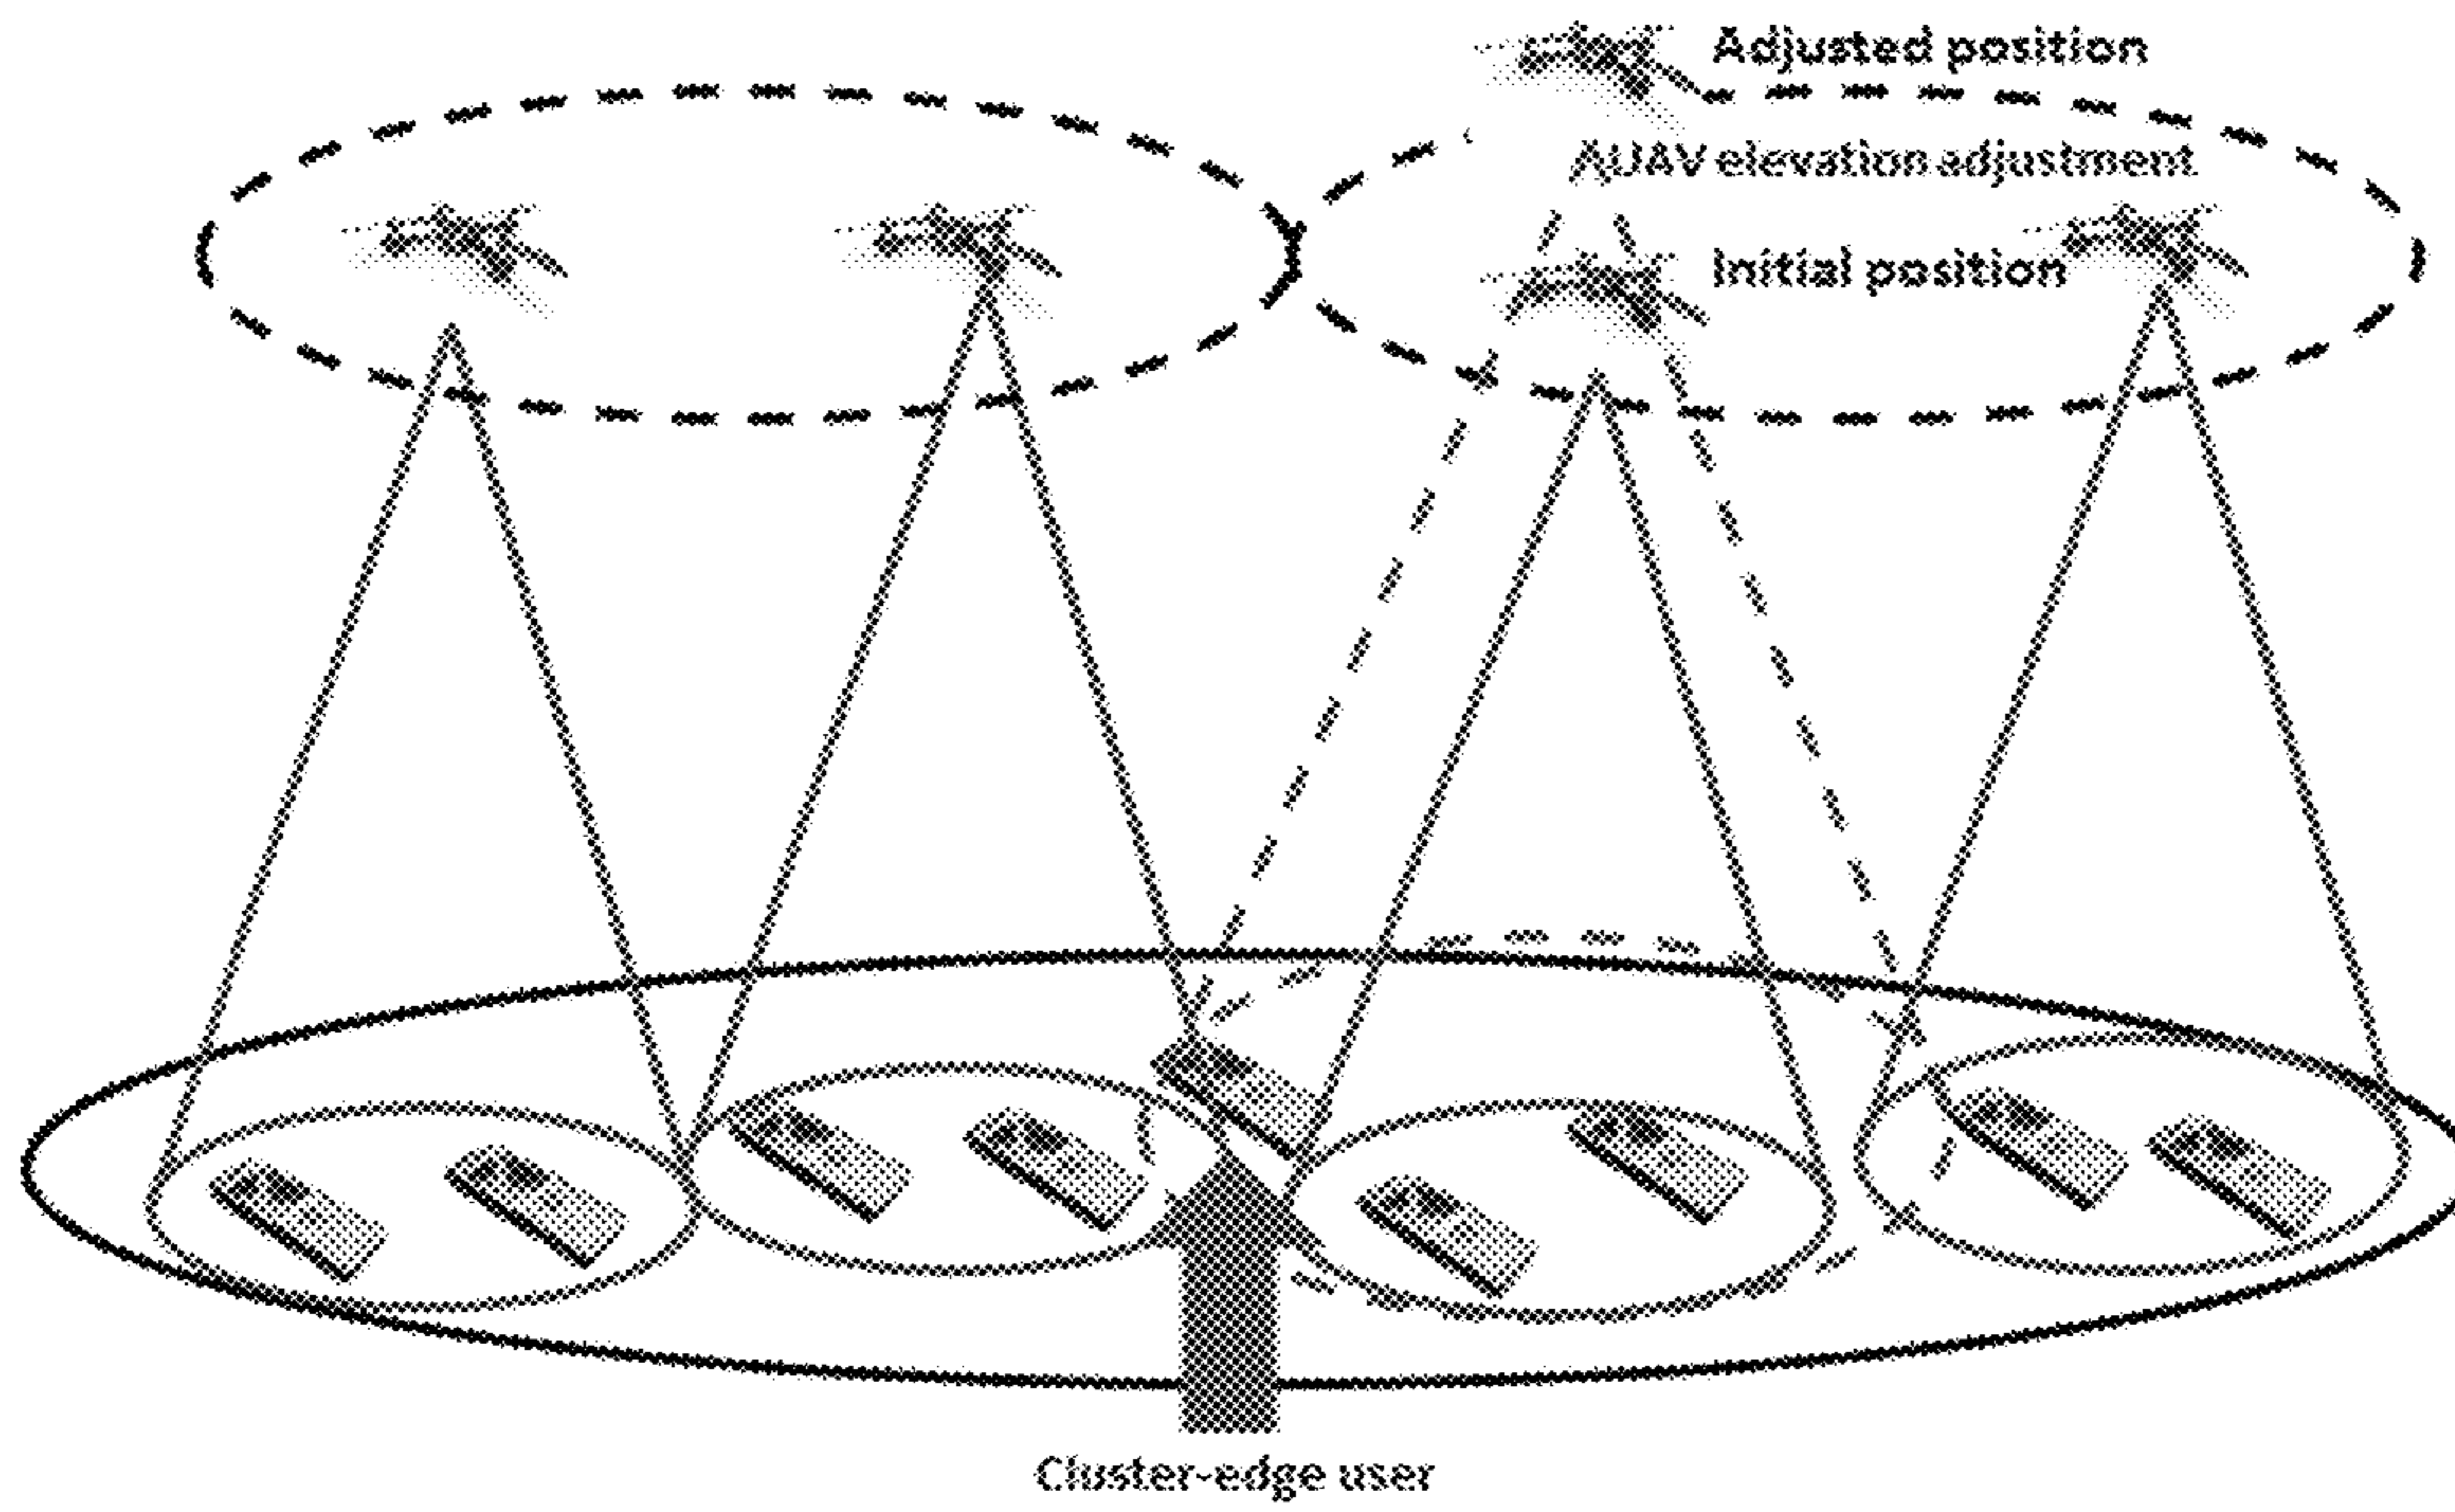 Adjusted position
AUAV elevation adjustment
Initial position
Cluster-edge user